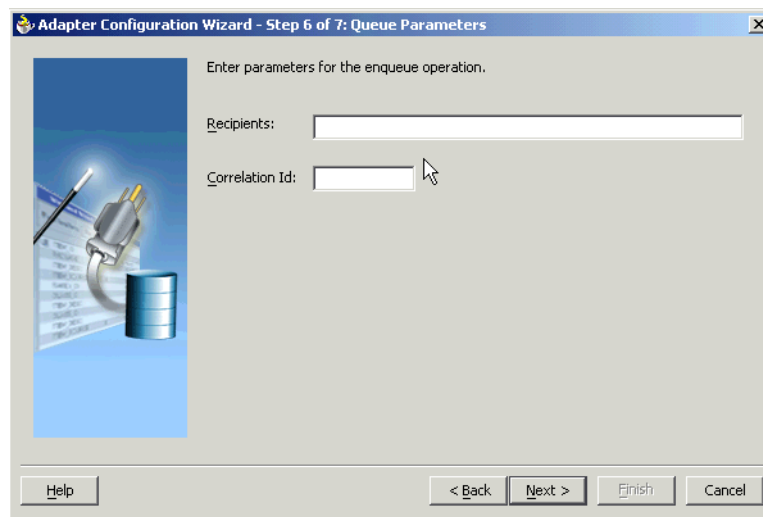 Adapter Configuration Wizard - Step 6 of 7: Queue Parameters
Enter parameters for the enqueue operation.
Recipients:
Correlation Id:
Help
< Back
Next >
Finish
Cancel